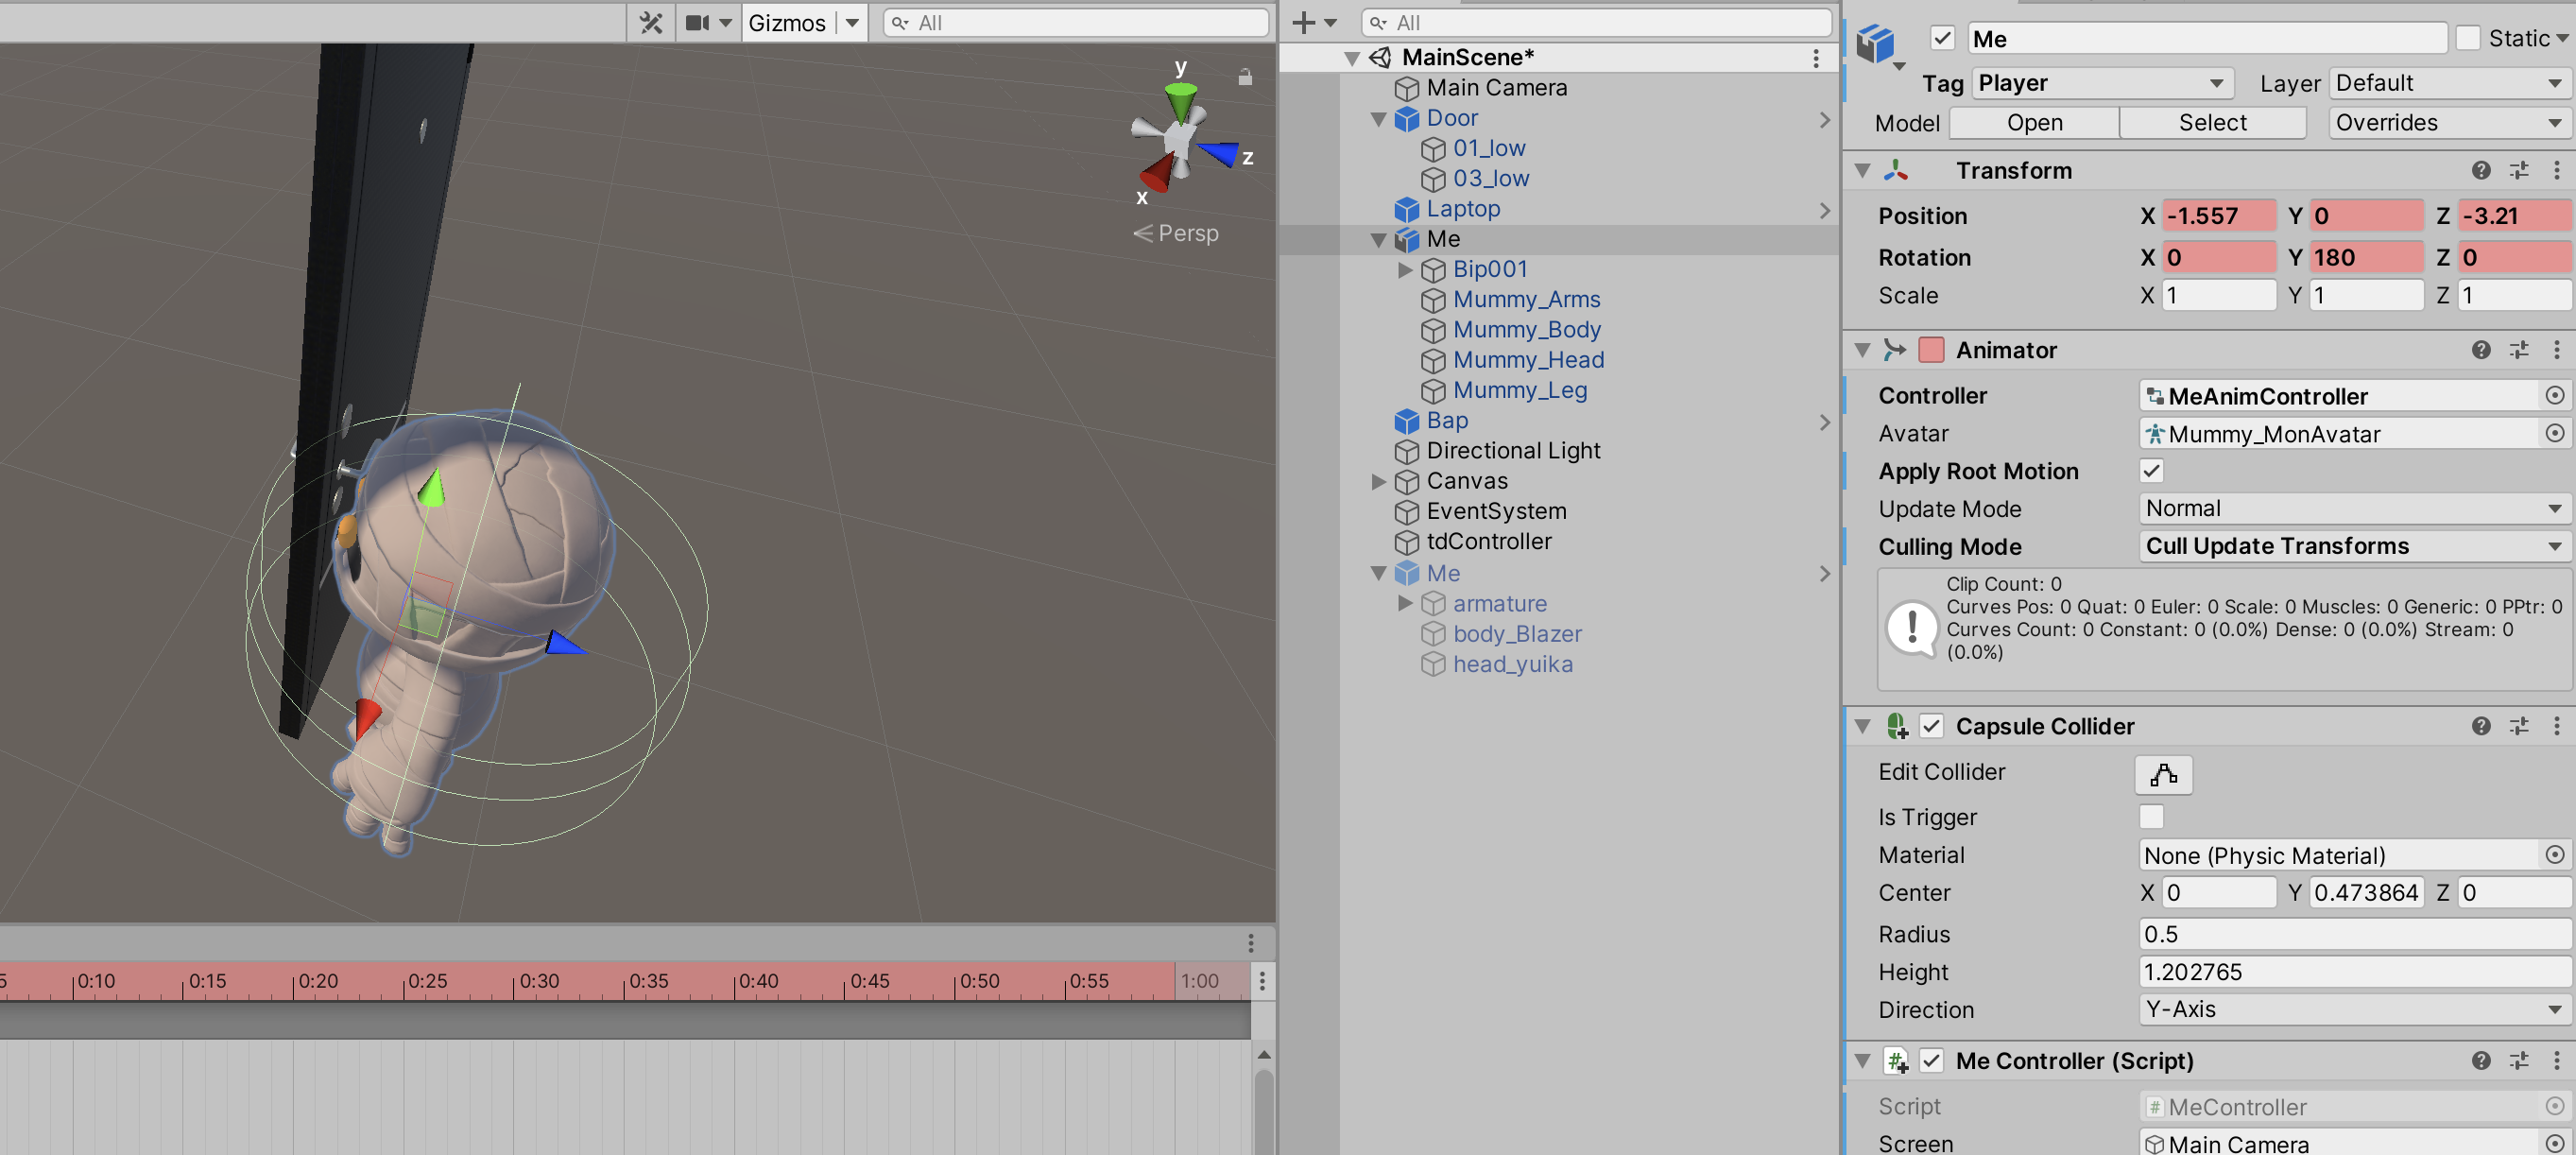 Gizmos
All
y
z
x
Persp
5
0:10
0:15
0:20
0:25
0:30
0:35
0:40
0:45
0:50
0:55
1:00
All
MainScene*
Main Camera
Door
01_low
03_low
Laptop
Me
Bip001
Mummy_Arms
Mummy_Body
Mummy_Head
Mummy_Leg
Bap
Directional Light
Canvas
EventSystem
tdController
Me
armature
body_Blazer
head_yuika
Me
Static
Tag Player Layer Default
Model Open Select Overrides
Transform
Position X -1.557 Y 0 Z -3.21
Rotation X 0 Y 180 Z 0
Scale X 1 Y 1 Z 1
Animator
Controller MeAnimController
Avatar Mummy_MonAvatar
Apply Root Motion
Update Mode Normal
Culling Mode Cull Update Transforms
Clip Count: 0
Curves Pos: 0 Quat: 0 Euler: 0 Scale: 0 Muscles: 0 Generic: 0 PPtr: 0
Curves Count: 0 Constant: 0 (0.0%) Dense: 0 (0.0%) Stream: 0
(0.0%)
Capsule Collider
Edit Collider
Is Trigger
Material None (Physic Material)
Center X 0 Y 0.473864 Z 0
Radius 0.5
Height 1.202765
Direction Y-Axis
Me Controller (Script)
Script MeController
Screen Main Camera